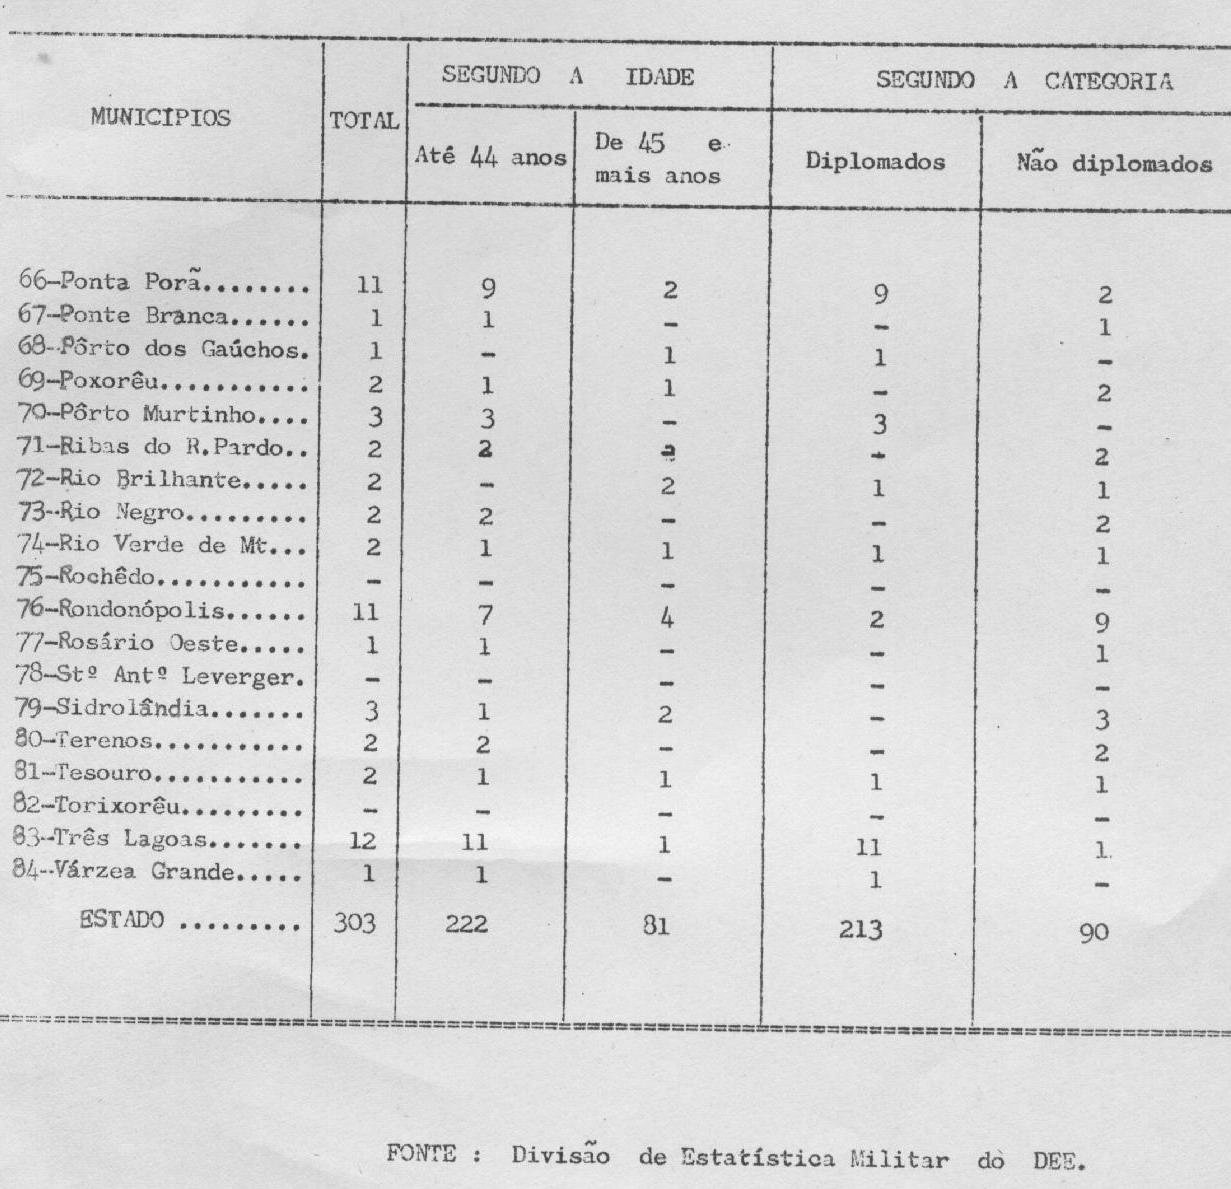 SEGUNDO A IDADE SEGUNDO A CATEGORIA
MUNICÍPIOS TOTAL
Até 44 anos De 45 e mais anos Diplomados Não diplomados
66-Ponta Porã........ 11 9 2 9 2
67-Ponte Branca...... 1 1 - - 1
68-Pôrto dos Gaúchos. 1 - 1 1 -
69-Poxorêu........... 2 1 1 - 2
70-Pôrto Murtinho.... 3 3 - 3 -
71-Ribas do R.Pardo.. 2 2 - 2
72-Rio Brilhante..... 2 - 2 1 1
73-Rio Negro......... 2 2 - - 2
74-Rio Verde de Mt... 2 1 1 1 1
75-Rochêdo........... - - - - -
76-Rondonópolis...... 11 7 4 2 9
77-Rosário Oeste..... 1 1 - - 1
78-Stº Antº Leverger. - - - - -
79-Sidrolândia....... 3 1 2 - 3
80-Terenos........... 2 2 - - 2
81-Tesouro........... 2 1 1 1 1
82-Torixorêu......... - - - - -
83-Três Lagoas....... 12 11 1 11 1
84-Várzea Grande..... 1 1 - 1 -
ESTADO ......... 303 222 81 213 90
FONTE : Divisão de Estatística Militar do DEE.